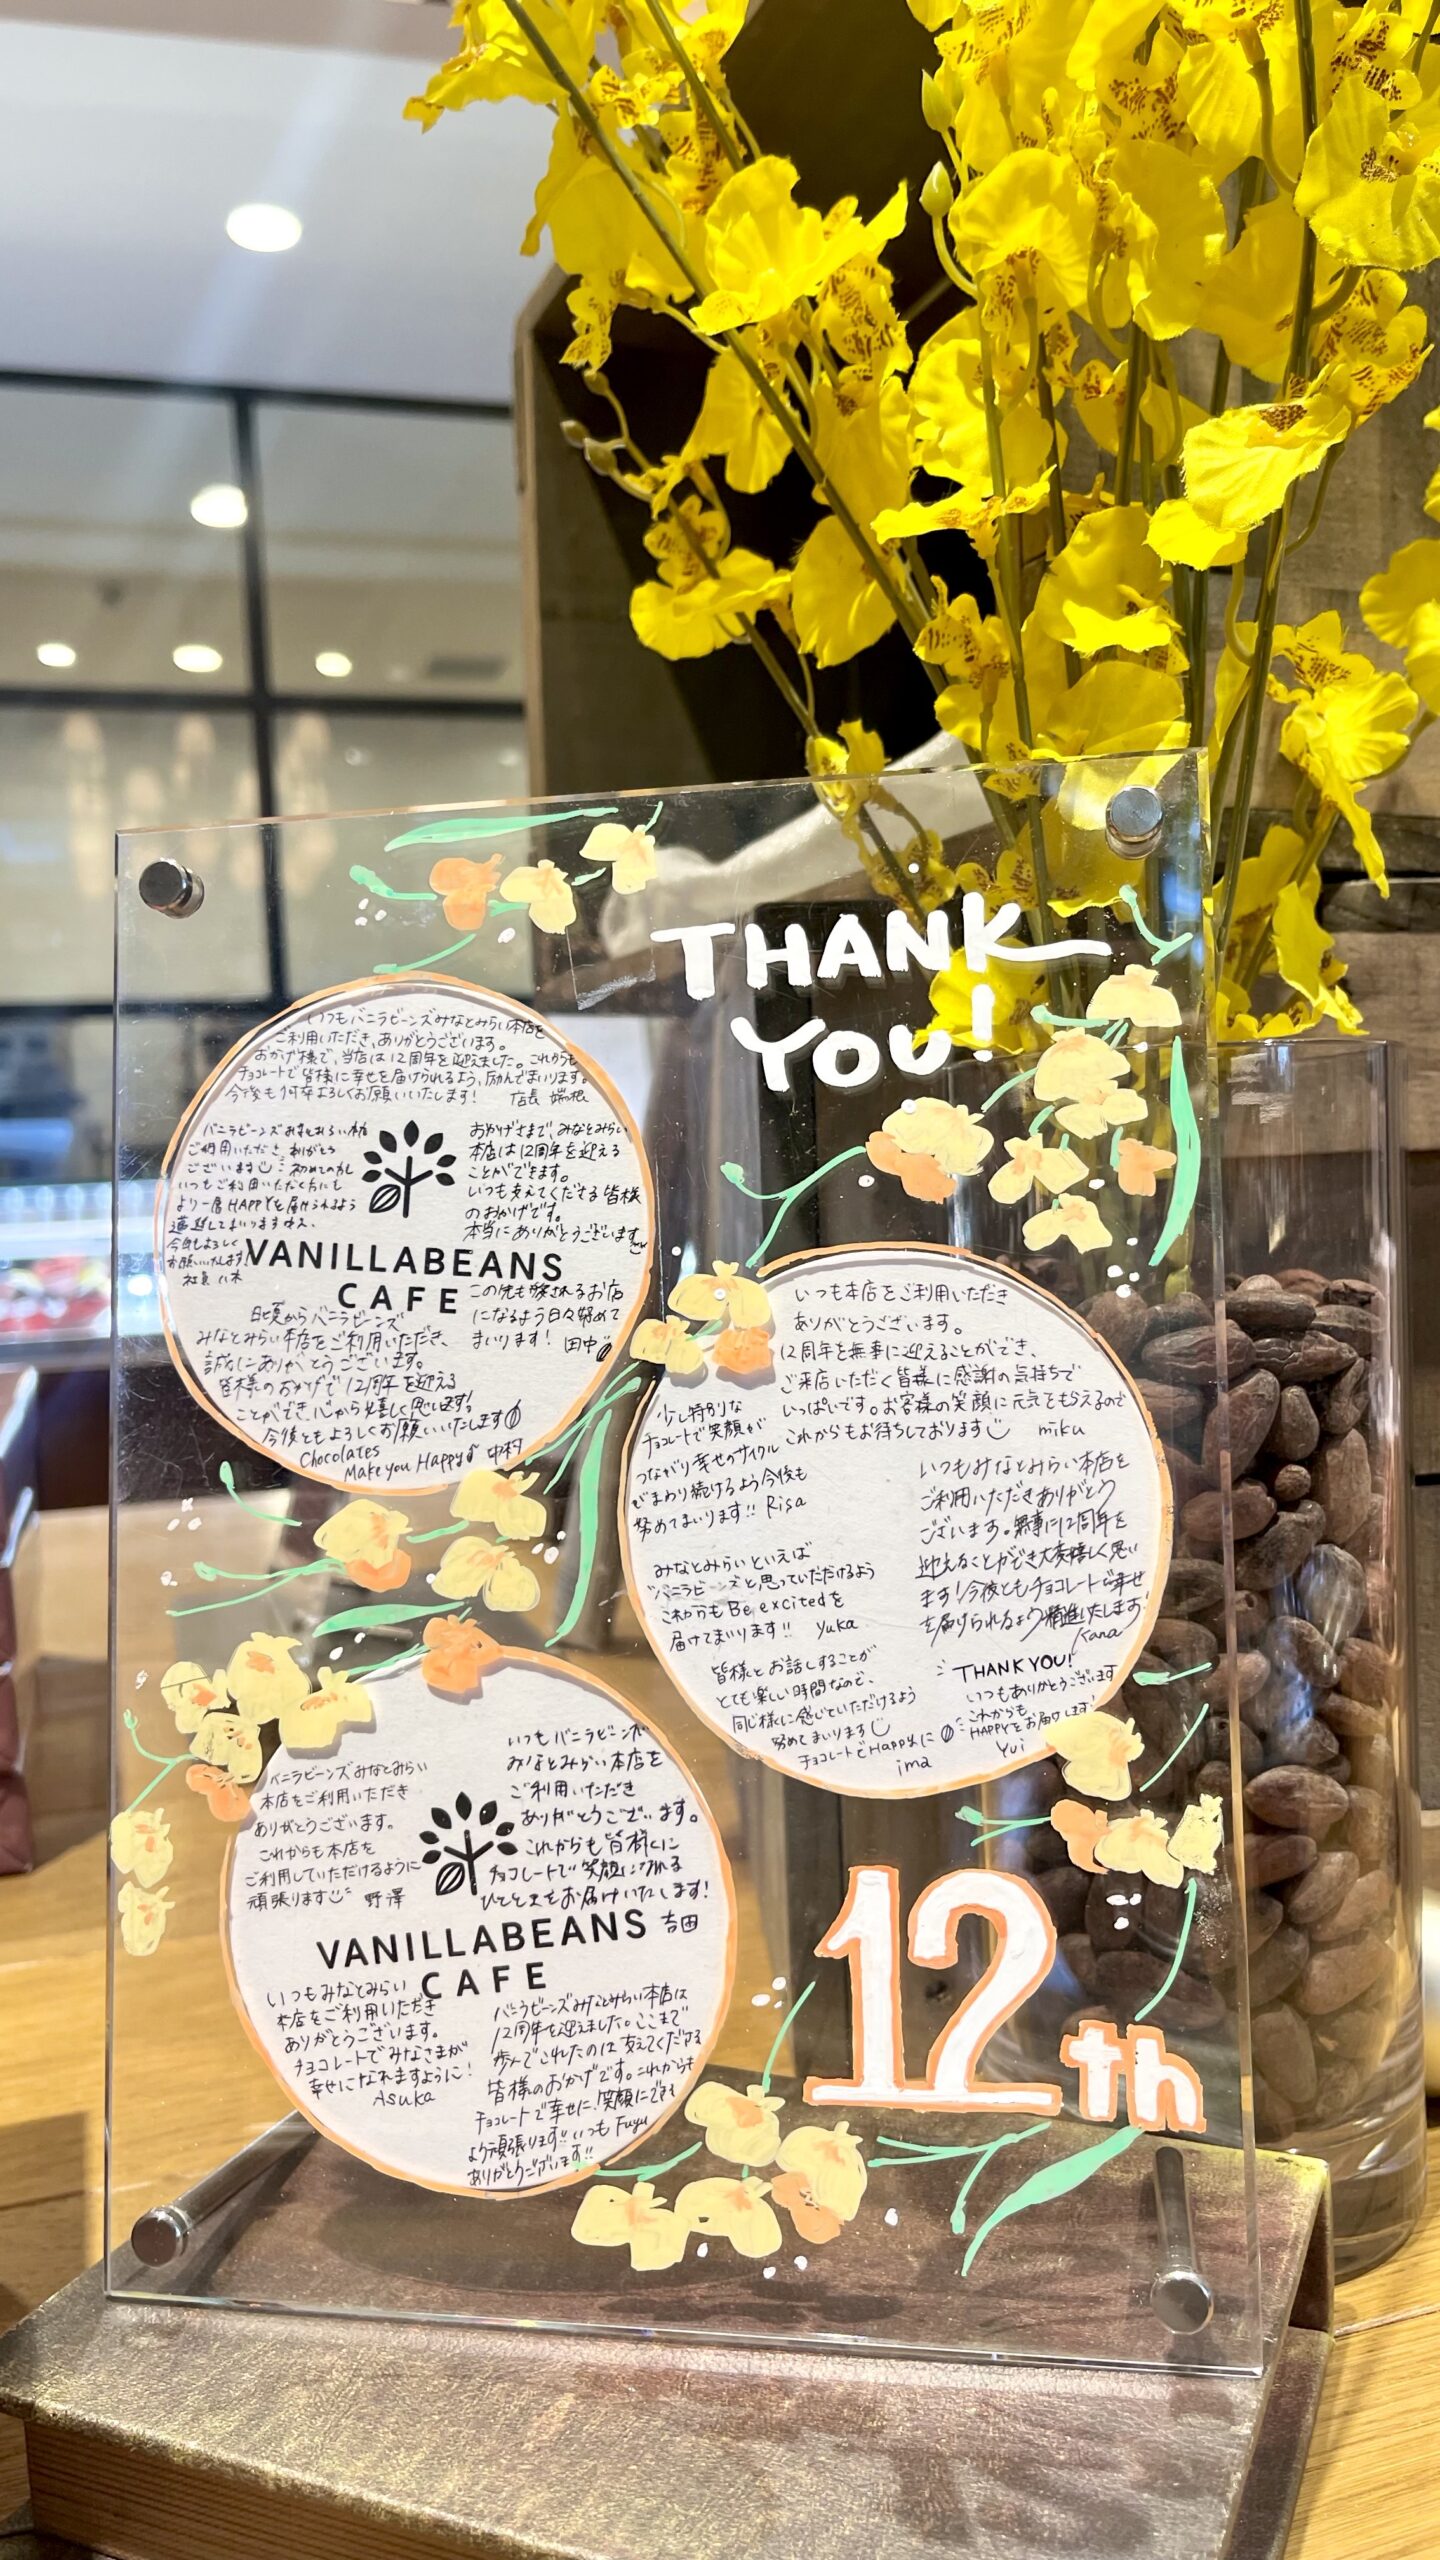 THANK
YOU!
いつもバニラビーンズみなとみらい本店を
ご利用いただき、ありがとうございます。
おかげ様で、当店は12周年を迎えました。これからも
チョコレートで皆様に幸せを届けられるよう、励んでまいります。
今後も何卒よろしくお願いいたします! 店長
バニラビーンズみなとみらい本店
ご利用いただき、ありがとう
ございます 初めての方も
いつもご利用いただく方にも
より一層HAPPYを届けられるよう
今後もよろしく
お願いいたします!
社員 八木
おかげさまで、みなとみらい
本店は12周年を迎える
ことができます。
いつも支えてくださる皆様
のおかげです。
本当にありがとうございます
この先も愛されるお店
になるよう日々努めて
まいります! 田中
VANILLABEANS
CAFE
日頃からバニラビーンズ
みなとみらい本店をご利用いただき、
誠にありがとうございます。
皆様のおかげで12周年を迎える
ことができ、心から嬉しく思います!
今後ともよろしくお願いいたします
Chocolates
Make you Happy♪ 中村
いつも本店をご利用いただき
ありがとうございます。
12周年を無事に迎えることができ、
ご来店いただく皆様に感謝の気持ちで
いっぱいです。お客様の笑顔に元気をもらえるので
これからもお待ちしております miku
少し特別な
チョコレートで笑顔が
つながり幸せのサイクル
がまわり続けるよう今後も
努めてまいります!! Risa
いつもみなとみらい本店を
ご利用いただきありがとう
ございます。無事に12周年を
迎えることができ大変嬉しく思い
ます!今後ともチョコレートで幸せ
を届けられるよう精進いたします!
Kana
みなとみらいといえば
"バニラビーンズ"と思っていただけるよう
これからもBe excitedを
届けてまいります!! yuka
皆様とお話しすることが
とても楽しい時間なので、
同じ様に感じていただけるよう
努めてまいります
チョコレートでHappyに
ima
THANK YOU!
いつもありがとうございます
これからも
HAPPYをお届けします!
Yui
バニラビーンズみなとみらい
本店をご利用いただき
ありがとうございます。
これからも本店を
ご利用していただけるように
頑張ります 野澤
いつもバニラビーンズ
みなとみらい本店を
ご利用いただき
ありがとうございます。
これからも皆様に
チョコレートで笑顔になれる
ひとときをお届けいたします!
吉田
VANILLABEANS
CAFE
いつもみなとみらい
本店をご利用いただき
ありがとうございます。
チョコレートでみなさまが
幸せになれますように!
Asuka
バニラビーンズみなとみらい本店は
12周年を迎えました。ここまで
歩んでこれたのは支えてくださる
皆様のおかげです。これからも
チョコレートで幸せに、笑顔にできる
よう頑張ります!! いつも Fuyu
ありがとうございます!!
12th